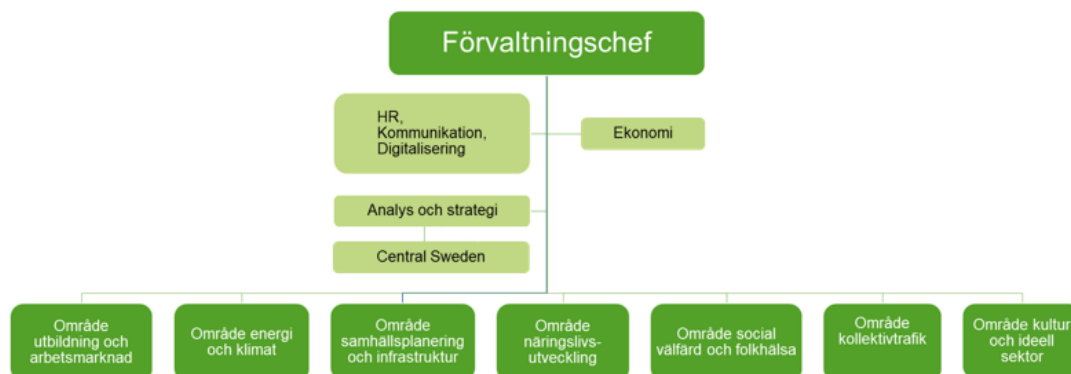 Förvaltningschef
HR,
Kommunikation,
Digitalisering
Ekonomi
Analys och strategi
Central Sweden
Område
utbildning och
arbetsmarknad
Område energi
och klimat
Område
samhällsplanering
och infrastruktur
Område
näringslivs-
utveckling
Område social
välfärd och folkhälsa
Område
kollektivtrafik
Område kultur
och ideell
sektor